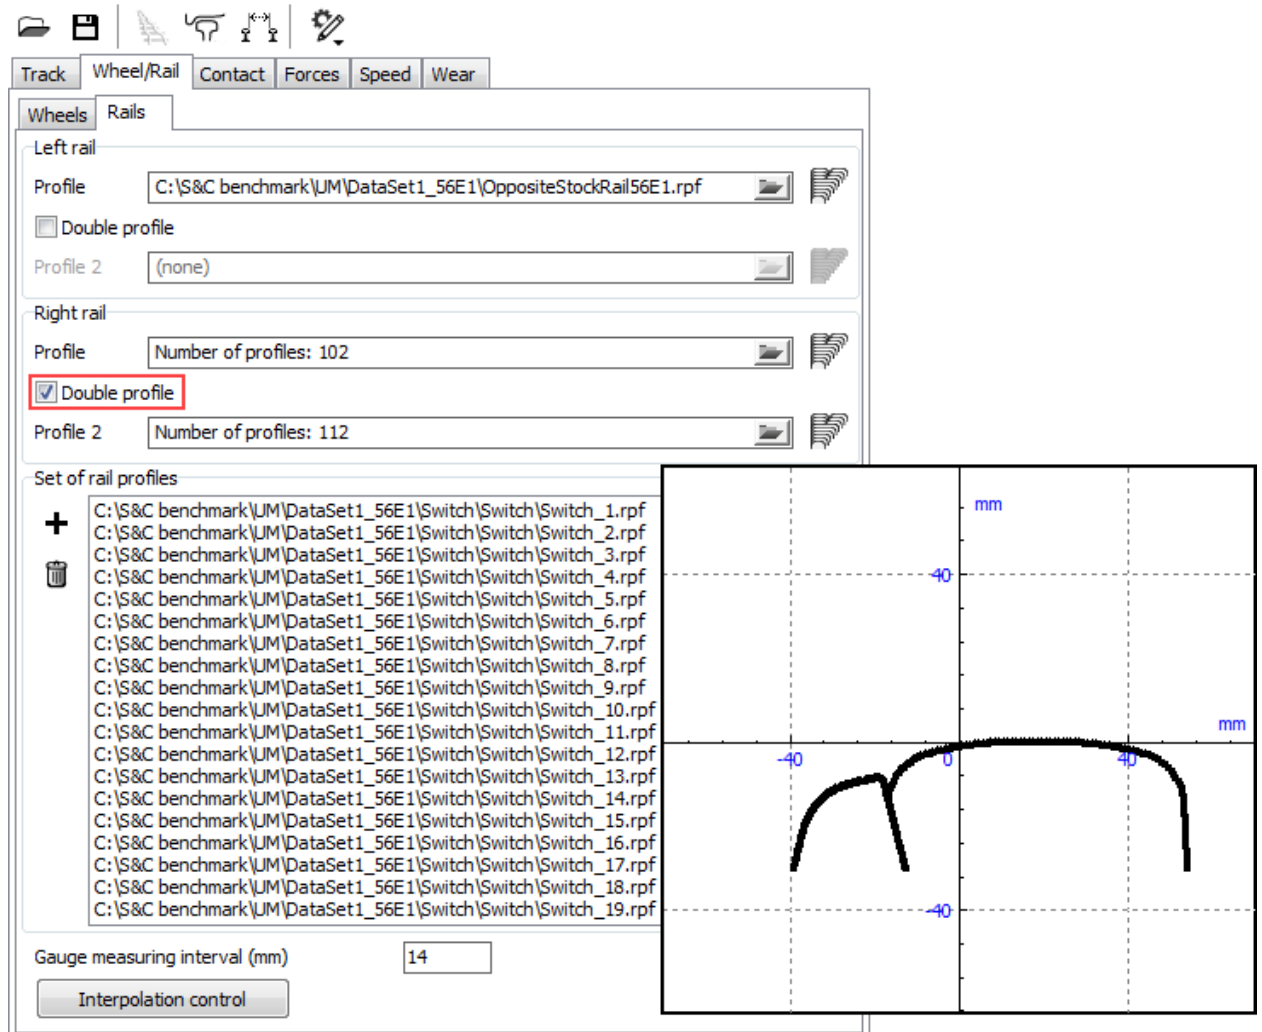 Track Wheel/Rail Contact Forces Speed Wear
Wheels Rails
Left rail
Profile C:\S&C benchmark\UM\DataSet1_56E1\OppositeStockRail56E1.rpf
Double profile
Profile 2 (none)
Right rail
Profile Number of profiles: 102
Double profile
Profile 2 Number of profiles: 112
Set of rail profiles
C:\S&C benchmark\UM\DataSet1_56E1\Switch\Switch\Switch_1.rpf
C:\S&C benchmark\UM\DataSet1_56E1\Switch\Switch\Switch_2.rpf
C:\S&C benchmark\UM\DataSet1_56E1\Switch\Switch\Switch_3.rpf
C:\S&C benchmark\UM\DataSet1_56E1\Switch\Switch\Switch_4.rpf
C:\S&C benchmark\UM\DataSet1_56E1\Switch\Switch\Switch_5.rpf
C:\S&C benchmark\UM\DataSet1_56E1\Switch\Switch\Switch_6.rpf
C:\S&C benchmark\UM\DataSet1_56E1\Switch\Switch\Switch_7.rpf
C:\S&C benchmark\UM\DataSet1_56E1\Switch\Switch\Switch_8.rpf
C:\S&C benchmark\UM\DataSet1_56E1\Switch\Switch\Switch_9.rpf
C:\S&C benchmark\UM\DataSet1_56E1\Switch\Switch\Switch_10.rpf
C:\S&C benchmark\UM\DataSet1_56E1\Switch\Switch\Switch_11.rpf
C:\S&C benchmark\UM\DataSet1_56E1\Switch\Switch\Switch_12.rpf
C:\S&C benchmark\UM\DataSet1_56E1\Switch\Switch\Switch_13.rpf
C:\S&C benchmark\UM\DataSet1_56E1\Switch\Switch\Switch_14.rpf
C:\S&C benchmark\UM\DataSet1_56E1\Switch\Switch\Switch_15.rpf
C:\S&C benchmark\UM\DataSet1_56E1\Switch\Switch\Switch_16.rpf
C:\S&C benchmark\UM\DataSet1_56E1\Switch\Switch\Switch_17.rpf
C:\S&C benchmark\UM\DataSet1_56E1\Switch\Switch\Switch_18.rpf
C:\S&C benchmark\UM\DataSet1_56E1\Switch\Switch\Switch_19.rpf
Gauge measuring interval (mm) 14
Interpolation control
mm
40
mm
-40 0 40
-40